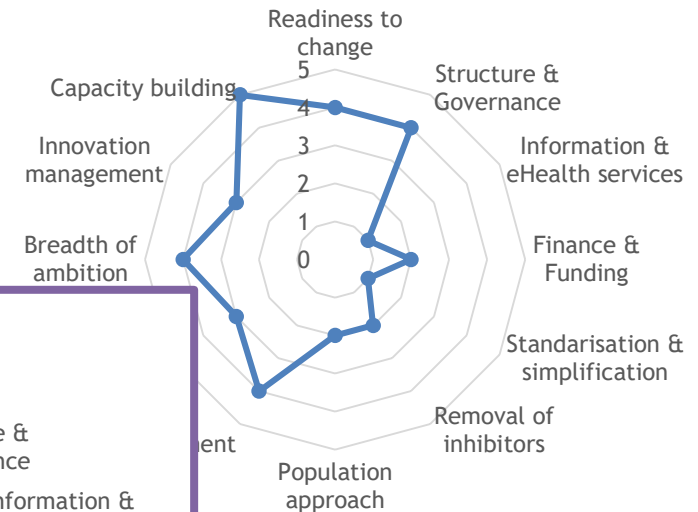 Readiness to
change
Structure &
Governance
Capacity building
Information &
eHealth services
Innovation
management
5
4
3
2
1
0
Breadth of
ambition
Finance &
Funding
Standarisation &
simplification
Removal of
inhibitors
Population
approach